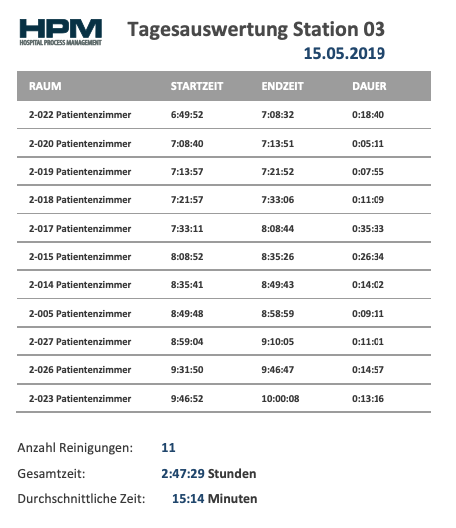 HPM
HOSPITAL PROCESS MANAGEMENT
Tagesauswertung Station 03
15.05.2019
RAUM STARTZEIT ENDZEIT DAUER
2-022 Patientenzimmer 6:49:52 7:08:32 0:18:40
2-020 Patientenzimmer 7:08:40 7:13:51 0:05:11
2-019 Patientenzimmer 7:13:57 7:21:52 0:07:55
2-018 Patientenzimmer 7:21:57 7:33:06 0:11:09
2-017 Patientenzimmer 7:33:11 8:08:44 0:35:33
2-015 Patientenzimmer 8:08:52 8:35:26 0:26:34
2-014 Patientenzimmer 8:35:41 8:49:43 0:14:02
2-005 Patientenzimmer 8:49:48 8:58:59 0:09:11
2-027 Patientenzimmer 8:59:04 9:10:05 0:11:01
2-026 Patientenzimmer 9:31:50 9:46:47 0:14:57
2-023 Patientenzimmer 9:46:52 10:00:08 0:13:16
Anzahl Reinigungen: 11
Gesamtzeit: 2:47:29 Stunden
Durchschnittliche Zeit: 15:14 Minuten